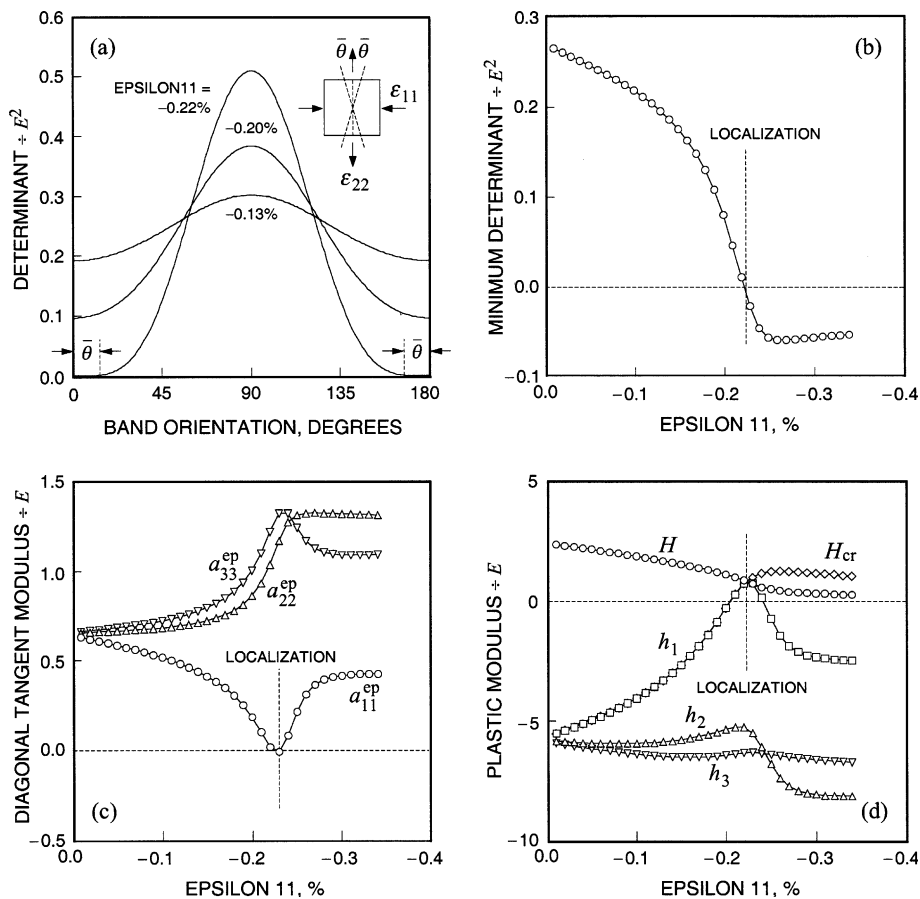 (a)
0.6
0.5
0.4
0.3
0.2
0.1
0.0
DETERMINANT ÷ E²
EPSILON11 =
−0.22%
−0.20%
−0.13%
θ̄ θ̄
ε₁₁
ε₂₂
θ̄
θ̄
0 45 90 135 180
BAND ORIENTATION, DEGREES
(b)
0.3
0.2
0.1
0.0
−0.1
MINIMUM DETERMINANT ÷ E²
LOCALIZATION
0.0 −0.1 −0.2 −0.3 −0.4
EPSILON 11, %
(c)
1.5
1.0
0.5
0.0
−0.5
DIAGONAL TANGENT MODULUS ÷ E
a₃₃ᵉᵖ
a₂₂ᵉᵖ
LOCALIZATION
a₁₁ᵉᵖ
0.0 −0.1 −0.2 −0.3 −0.4
EPSILON 11, %
(d)
5
0
−5
−10
PLASTIC MODULUS ÷ E
H
H_cr
h₁
LOCALIZATION
h₂
h₃
0.0 −0.1 −0.2 −0.3 −0.4
EPSILON 11, %